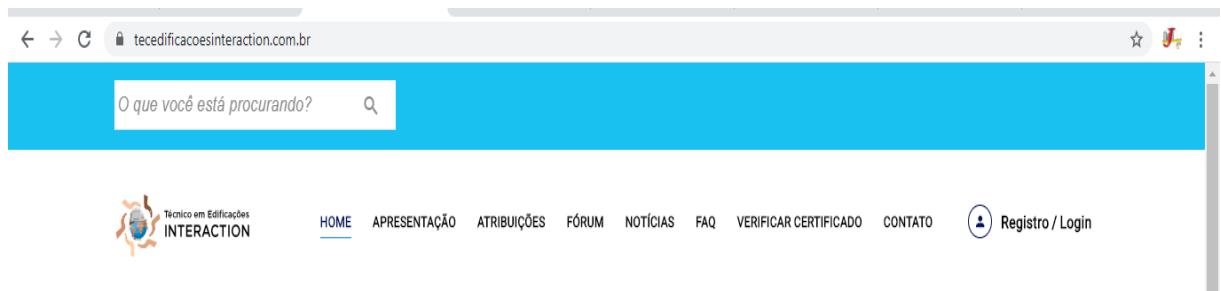 tecedificacoesinteraction.com.br
O que você está procurando?
Técnico em Edificações
INTERACTION
HOME APRESENTAÇÃO ATRIBUIÇÕES FÓRUM NOTÍCIAS FAQ VERIFICAR CERTIFICADO CONTATO Registro / Login